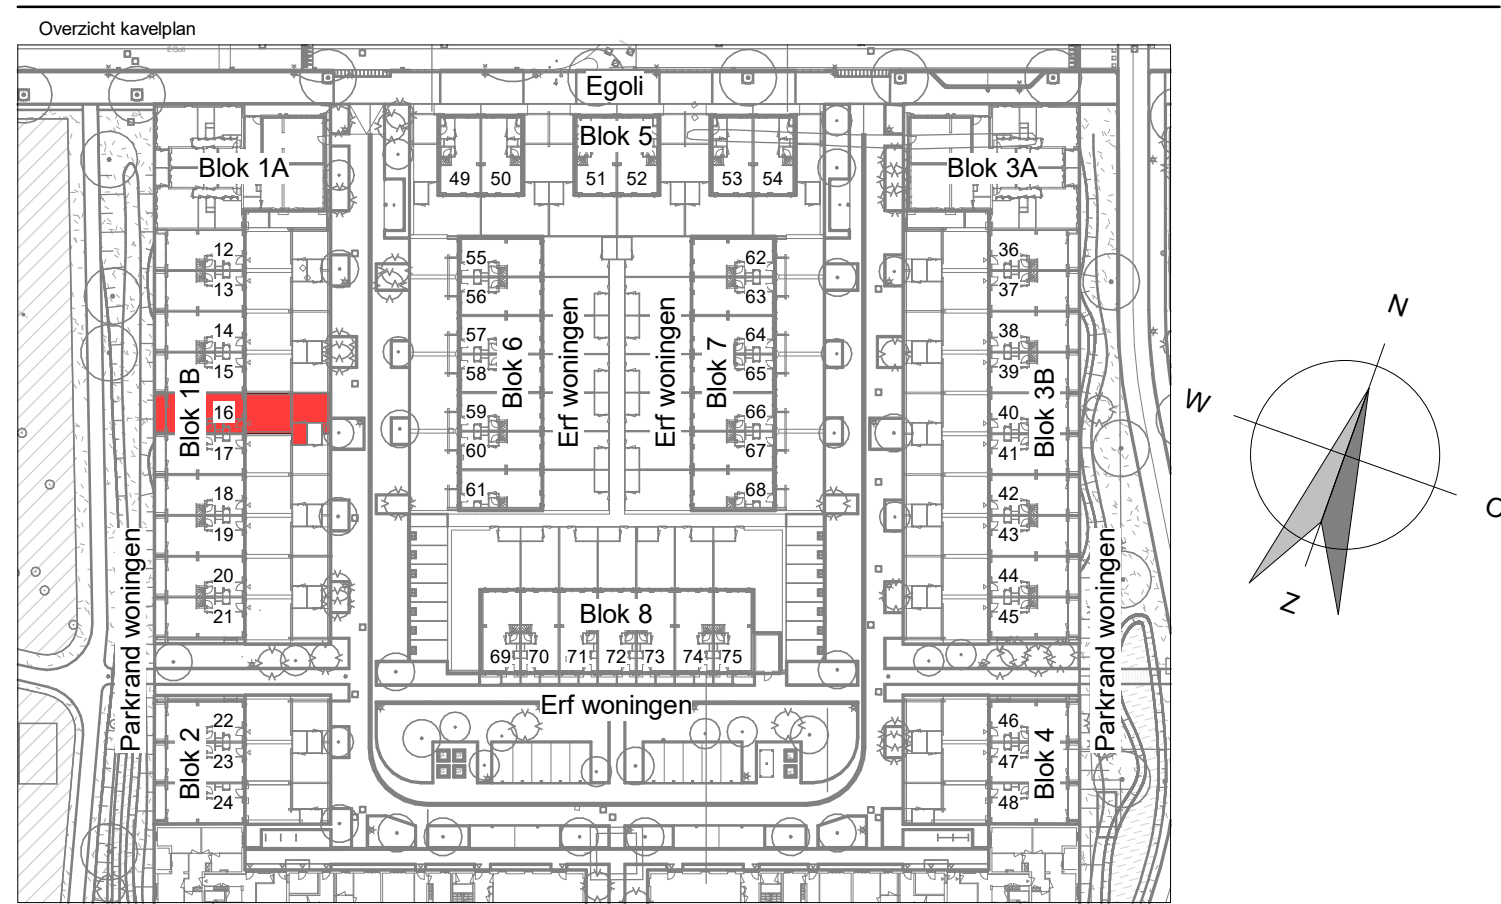 Overzicht kavelplan
EGoli
Egoli
Blok 5
Blok 1A
Blok 3A
49 50 51 52 53 54
12
13
14
15
16
17
18
19
20
21
Blok 1B
Parkrand woningen
22
23
24
Blok 2
55
56
57
58
59
60
61
Blok 6
Erf woningen
Erf woningen
Blok 7
62
63
64
65
66
67
68
Blok 8
69 70 71 72 73 74 75
Erf woningen
36
37
38
39
40
41
42
43
44
45
Blok 3B
Parkrand woningen
46
47
48
Blok 4
N
W
O
Z